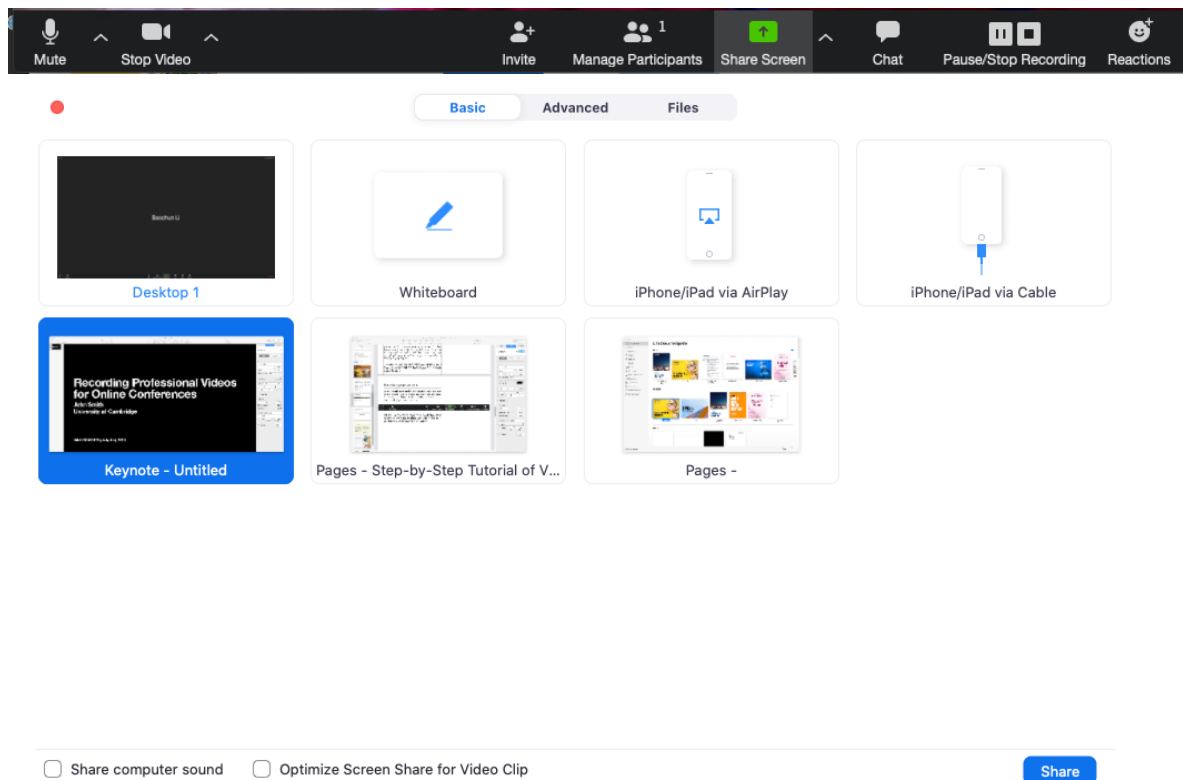 1
Mute Stop Video Invite Manage Participants Share Screen Chat Pause/Stop Recording Reactions
Basic Advanced Files
Baochun Li
Desktop 1 Whiteboard iPhone/iPad via AirPlay iPhone/iPad via Cable
Recording Professional Videos
for Online Conferences
John Smith
University of Cambridge
Keynote - Untitled Pages - Step-by-Step Tutorial of V... Pages -
Share computer sound Optimize Screen Share for Video Clip Share